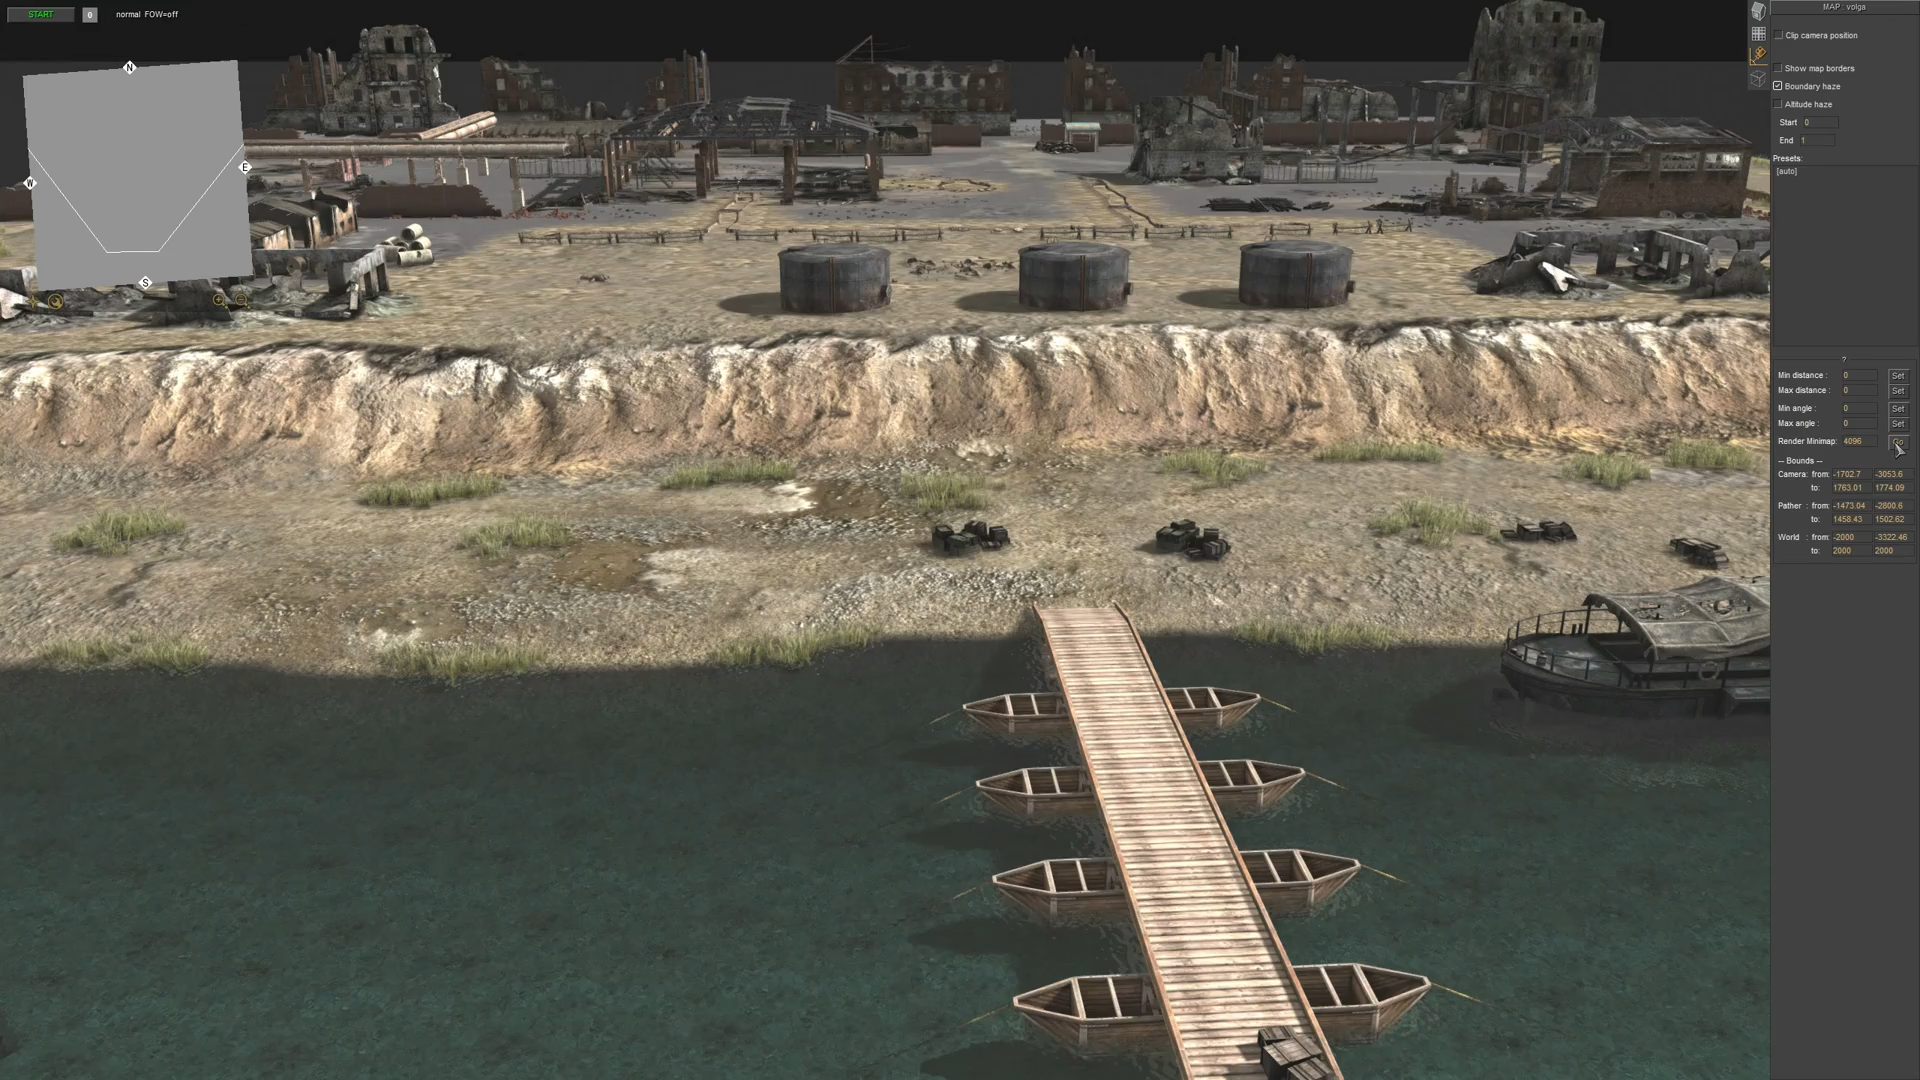 START
0
normal FOW=off
N
W
E
S
MAP: volga
Clip camera position
Show map borders
Boundary haze
Altitude haze
Start 0
End 1
Presets:
[auto]
?
Min distance : 0 Set
Max distance : 0 Set
Min angle : 0 Set
Max angle : 0 Set
Render Minimap: 4096 Go
-- Bounds --
Camera: from: -1702.7 -3053.6
to: 1763.01 1774.09
Pather : from: -1473.04 -2800.6
to: 1458.43 1502.62
World : from: -2000 -3322.46
to: 2000 2000